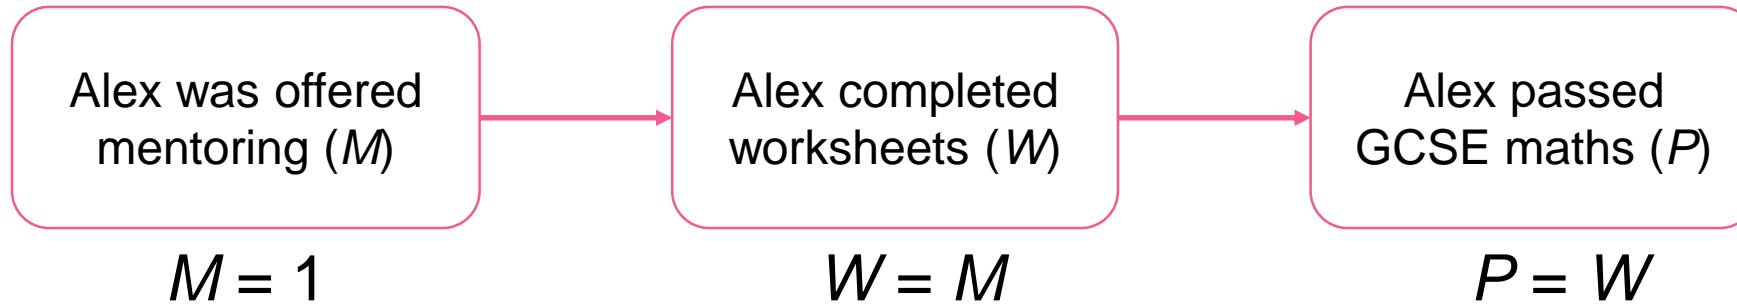 Alex was offered
mentoring (M)
Alex completed
worksheets (W)
Alex passed
GCSE maths (P)
M = 1
W = M
P = W